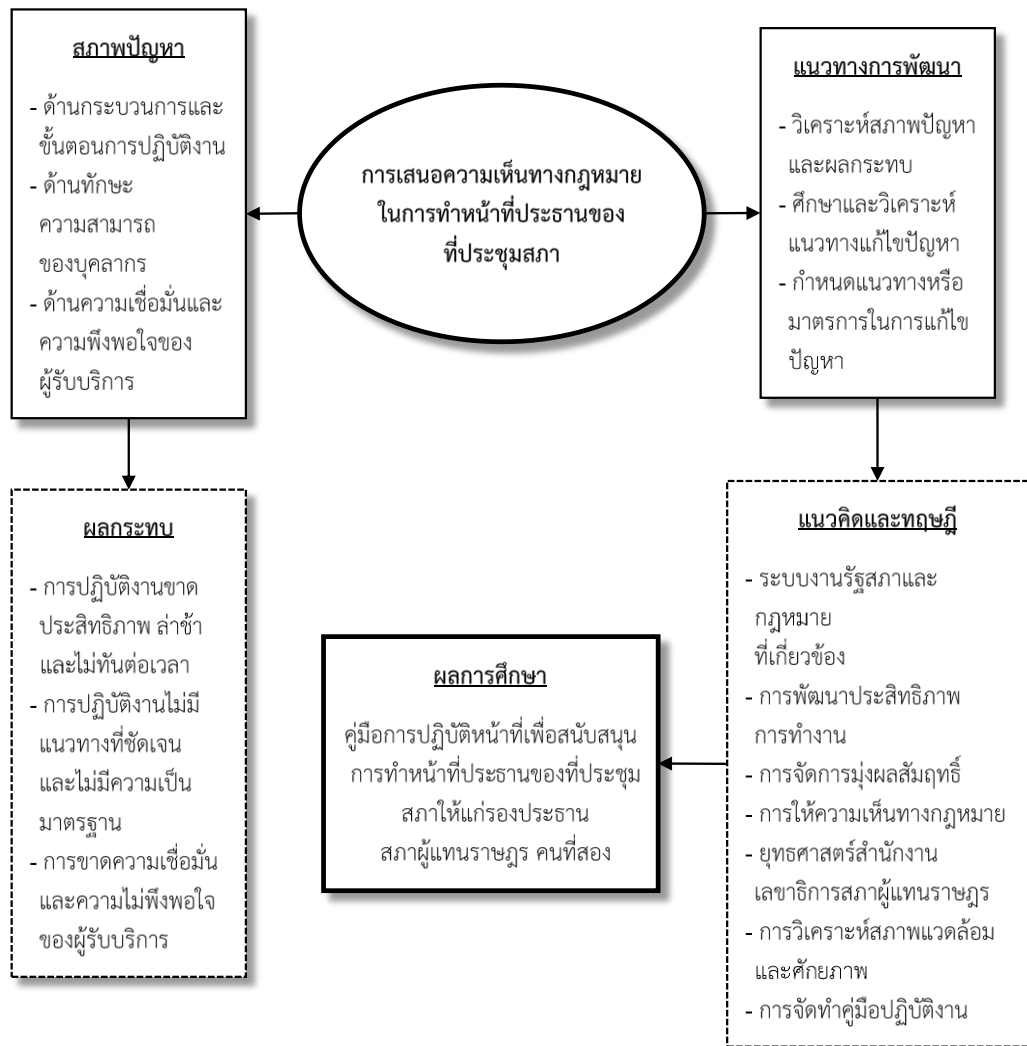 สภาพปัญหา
- ด้านกระบวนการและ
ขั้นตอนการปฏิบัติงาน
- ด้านทักษะ
ความสามารถ
ของบุคลากร
- ด้านความเชื่อมั่นและ
ความพึงพอใจของ
ผู้รับบริการ
การเสนอความเห็นทางกฎหมาย
ในการทำหน้าที่ประธานของ
ที่ประชุมสภา
แนวทางการพัฒนา
- วิเคราะห์สภาพปัญหา
และผลกระทบ
- ศึกษาและวิเคราะห์
แนวทางแก้ไขปัญหา
- กำหนดแนวทางหรือ
มาตรการในการแก้ไข
ปัญหา
ผลกระทบ
- การปฏิบัติงานขาด
ประสิทธิภาพ ล่าช้า
และไม่ทันต่อเวลา
- การปฏิบัติงานไม่มี
แนวทางที่ชัดเจน
และไม่มีความเป็น
มาตรฐาน
- การขาดความเชื่อมั่น
และความไม่พึงพอใจ
ของผู้รับบริการ
ผลการศึกษา
คู่มือการปฏิบัติหน้าที่เพื่อสนับสนุน
การทำหน้าที่ประธานของที่ประชุม
สภาให้แก่รองประธาน
สภาผู้แทนราษฎร คนที่สอง
แนวคิดและทฤษฎี
- ระบบงานรัฐสภาและ
กฎหมาย
ที่เกี่ยวข้อง
- การพัฒนาประสิทธิภาพ
การทำงาน
- การจัดการมุ่งผลสัมฤทธิ์
- การให้ความเห็นทางกฎหมาย
- ยุทธศาสตร์สำนักงาน
เลขาธิการสภาผู้แทนราษฎร
- การวิเคราะห์สภาพแวดล้อม
และศักยภาพ
- การจัดทำคู่มือปฏิบัติงาน